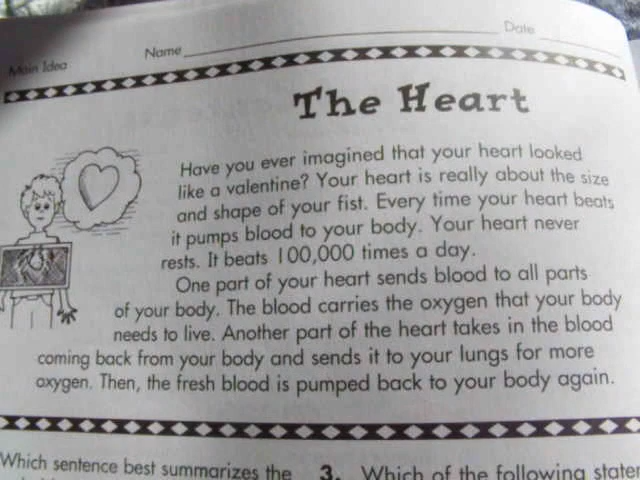 Main Idea Name Date
The Heart
Have you ever imagined that your heart looked
like a valentine? Your heart is really about the size
and shape of your fist. Every time your heart beats
it pumps blood to your body. Your heart never
rests. It beats 100,000 times a day.
One part of your heart sends blood to all parts
of your body. The blood carries the oxygen that your body
needs to live. Another part of the heart takes in the blood
coming back from your body and sends it to your lungs for more
oxygen. Then, the fresh blood is pumped back to your body again.
Which sentence best summarizes the 3. Which of the following